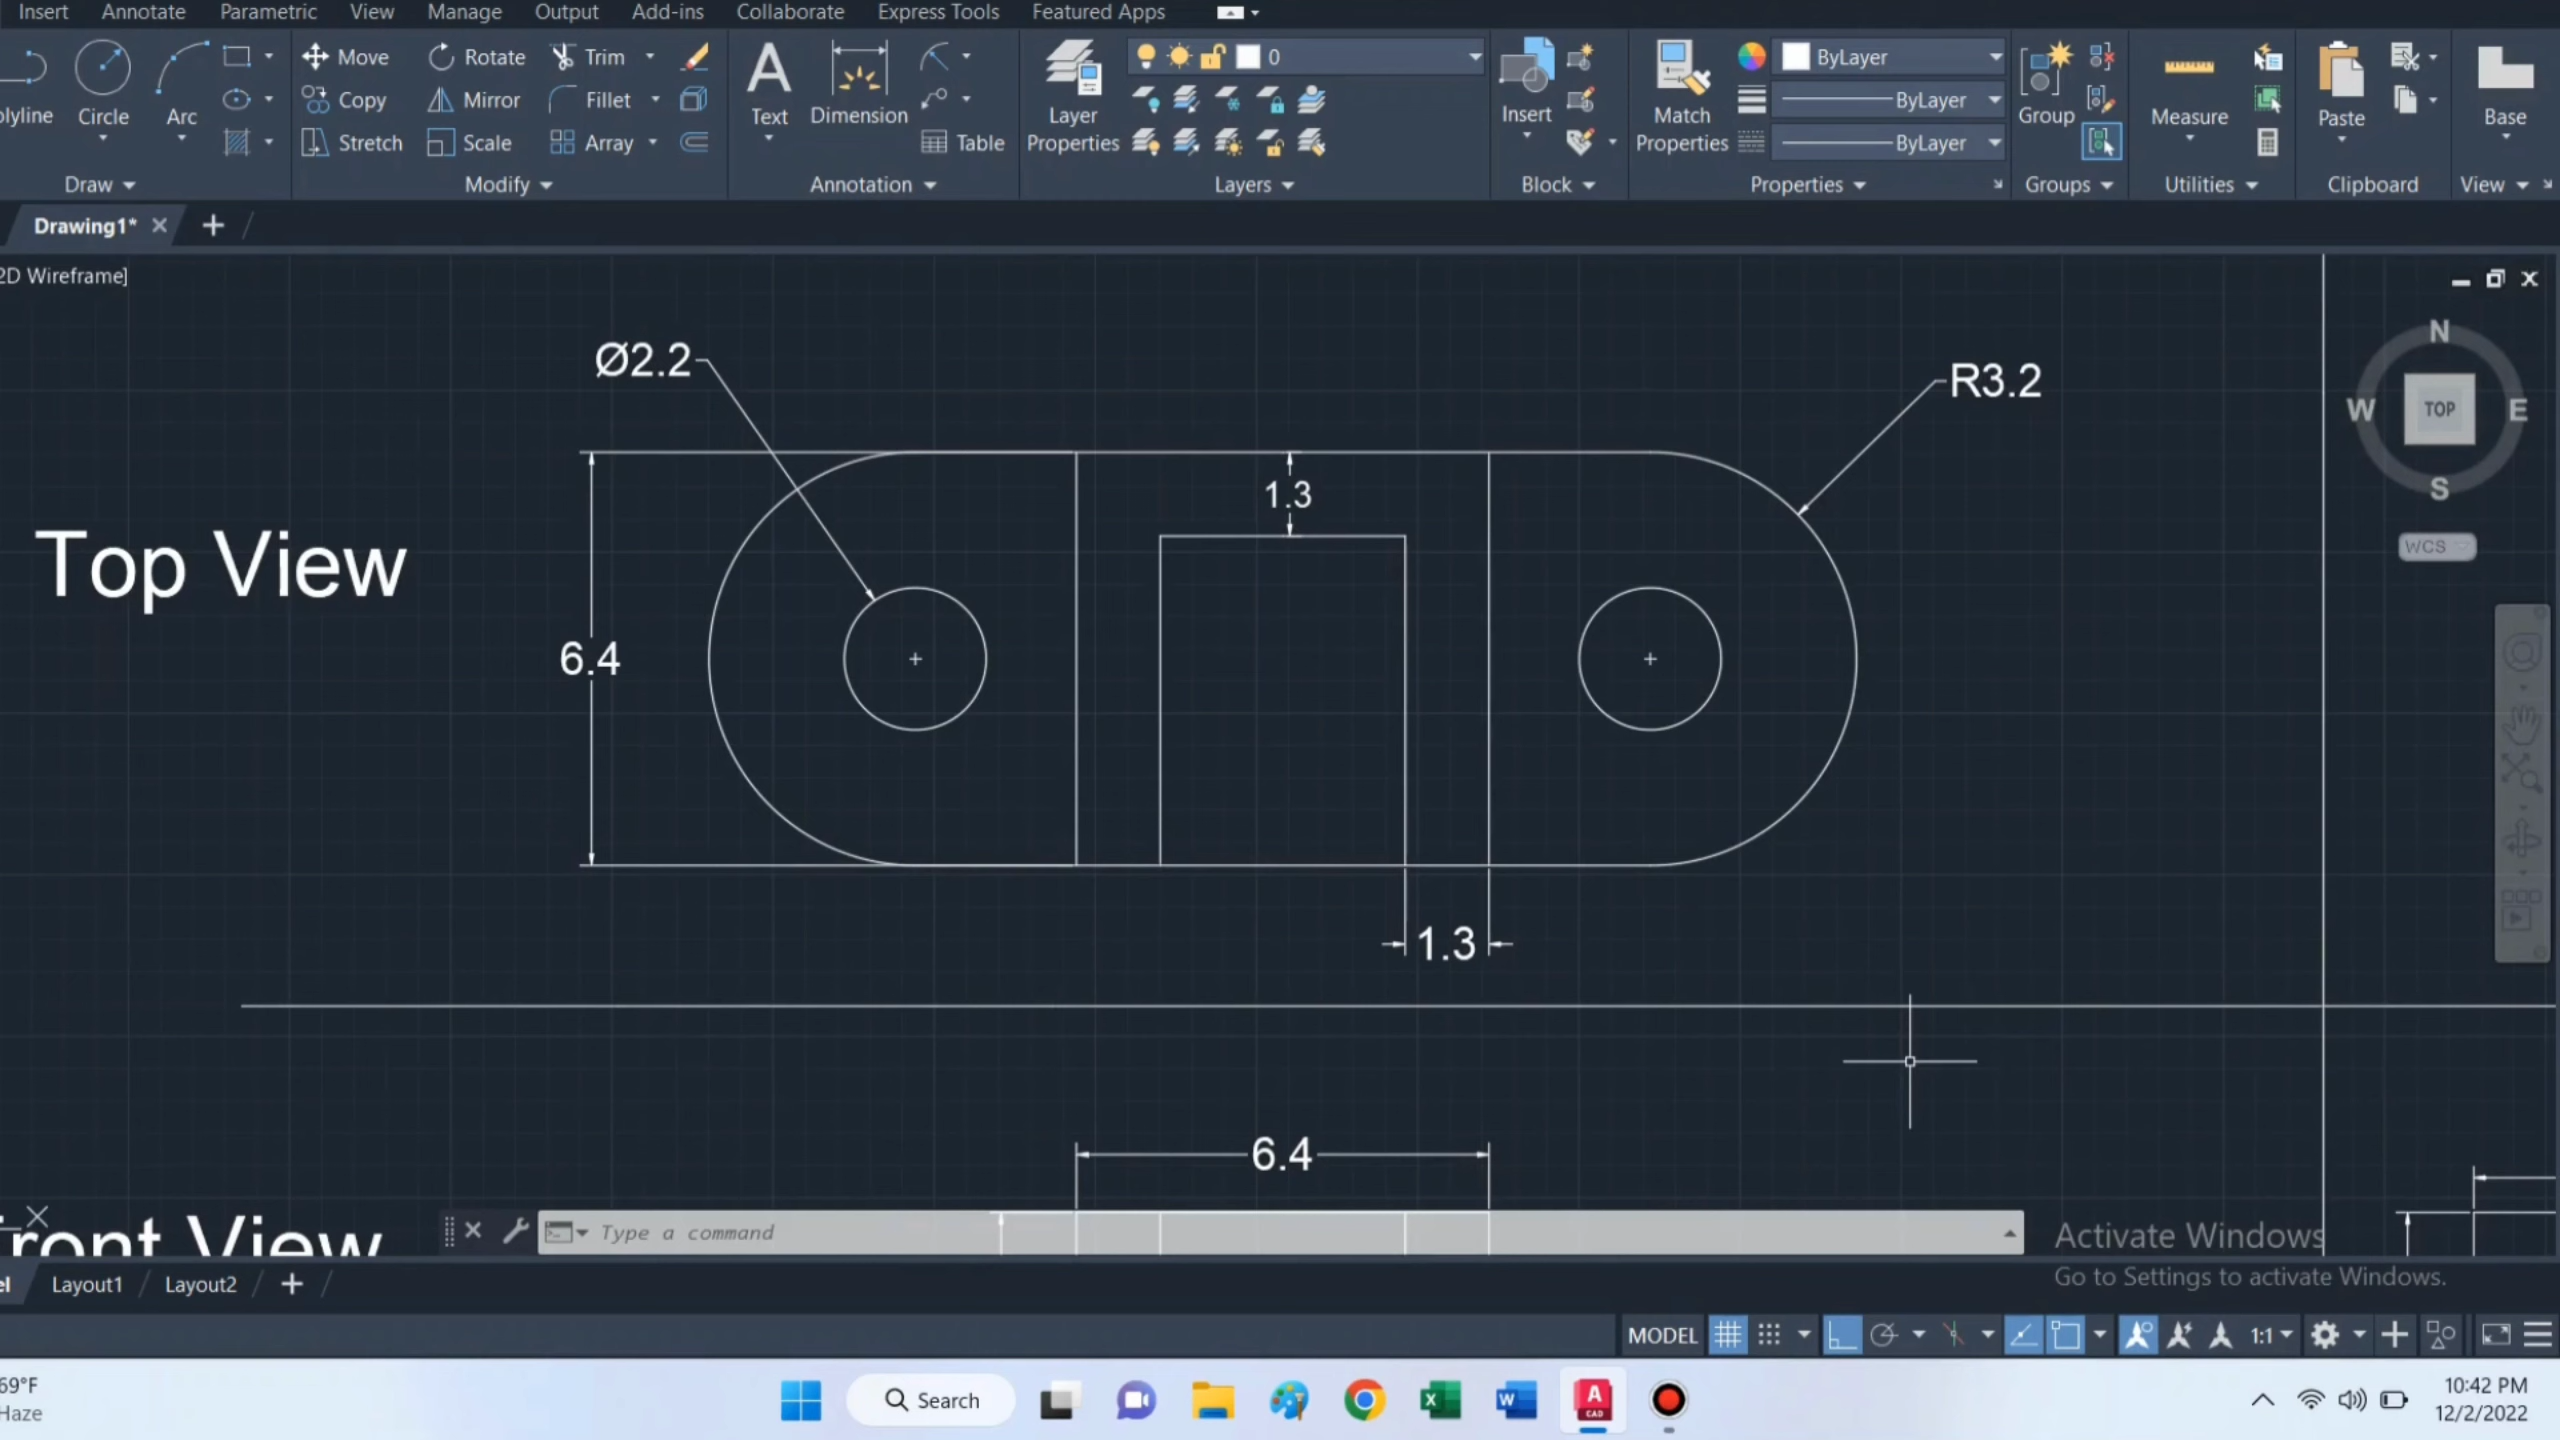 Insert Annotate Parametric View Manage Output Add-ins Collaborate Express Tools Featured Apps
Move Rotate Trim 0 ByLayer
Copy Mirror Fillet ByLayer
Circle Arc Text Dimension Layer Properties Insert Match Properties Group Measure Paste Base
Stretch Scale Array Table ByLayer
Draw Modify Annotation Layers Block Properties Groups Utilities Clipboard View
Drawing1*
2D Wireframe]
N
W TOP E
S
WCS
Ø2.2
R3.2
1.3
Top View
6.4
1.3
6.4
Front View
Type a command
Activate Windows
Go to Settings to activate Windows.
Layout1 Layout2
MODEL 1:1
69°F
Haze
Search
A
CAD
10:42 PM
12/2/2022